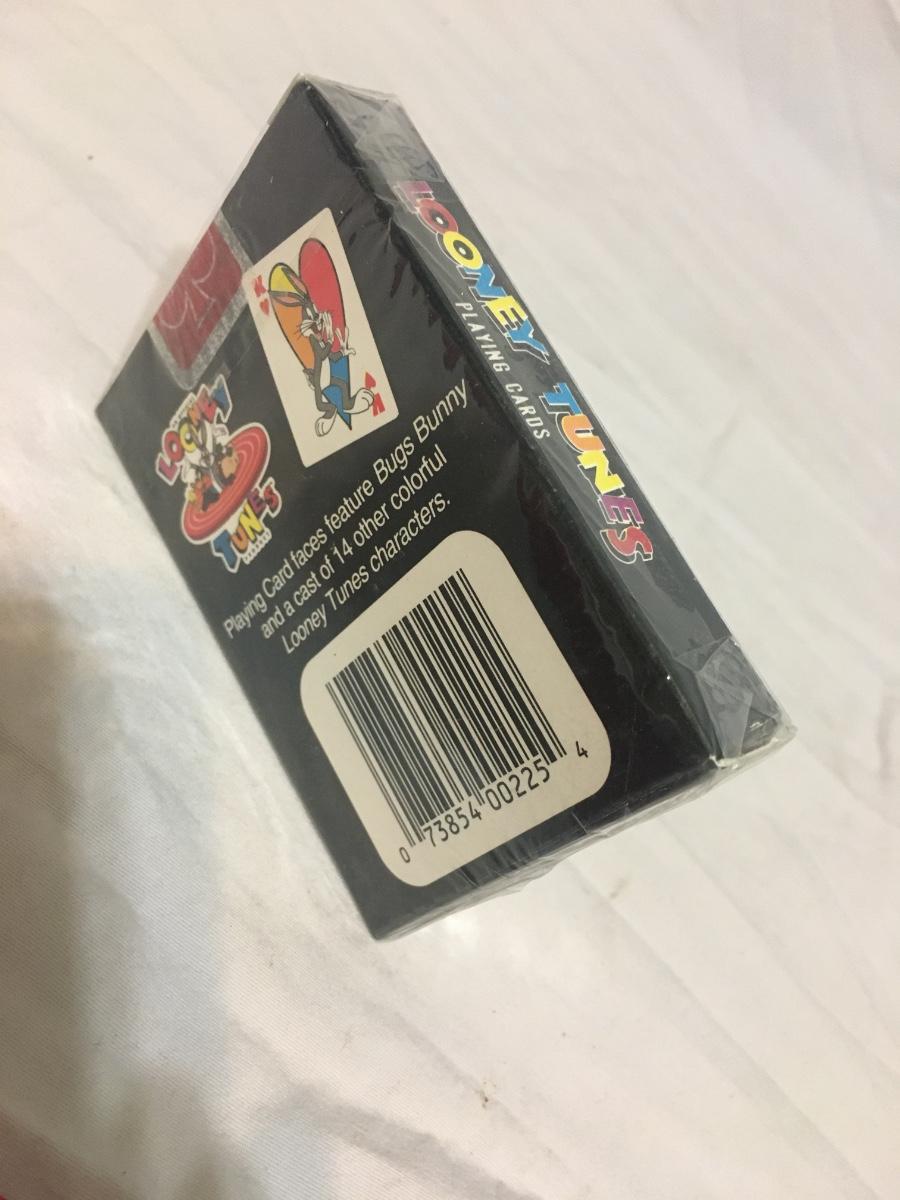 LOONEY TUNES
PLAYING CARDS
K
K
LOONEY
TUNES
Playing Card faces feature Bugs Bunny
and a cast of 14 other colorful
Looney Tunes characters.
0 73854 00225 4